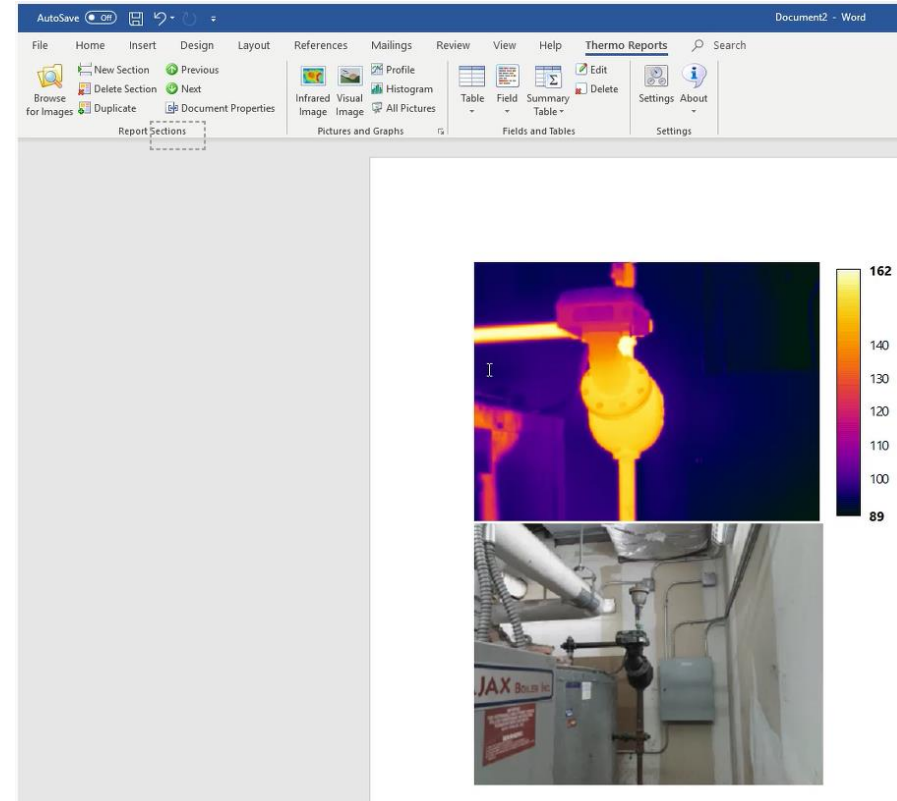 AutoSave Off Document2 - Word
File Home Insert Design Layout References Mailings Review View Help Thermo Reports Search
Browse for Images
New Section
Delete Section
Duplicate
Previous
Next
Document Properties
Report Sections
Infrared Image
Visual Image
Profile
Histogram
All Pictures
Pictures and Graphs
Table
Field
Summary Table
Edit
Delete
Fields and Tables
Settings
About
Settings
162
140
130
120
110
100
89
JAX BOILER INC